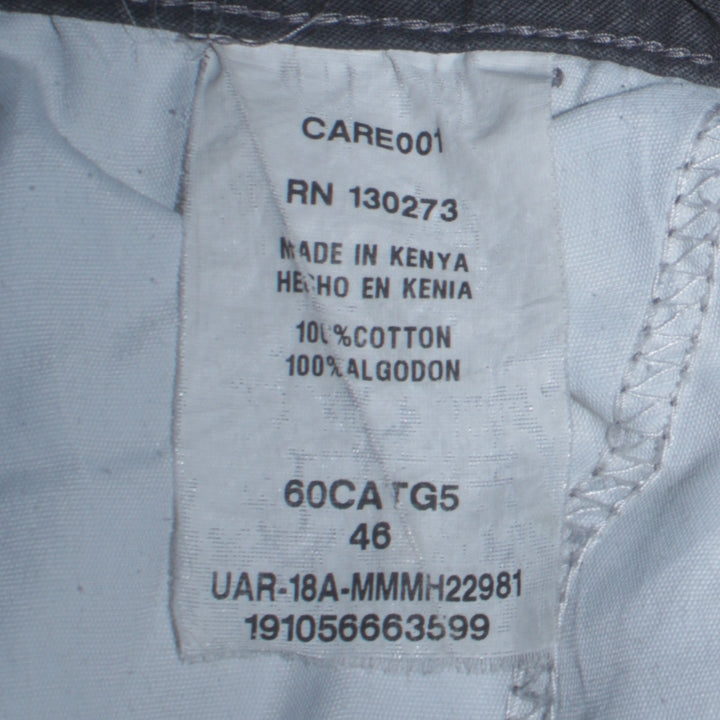 CARE001
RN 130273
MADE IN KENYA
HECHO EN KENIA
100%COTTON
100%ALGODON
60CATG5
46
UAR-18A-MMMH22981
191056663599